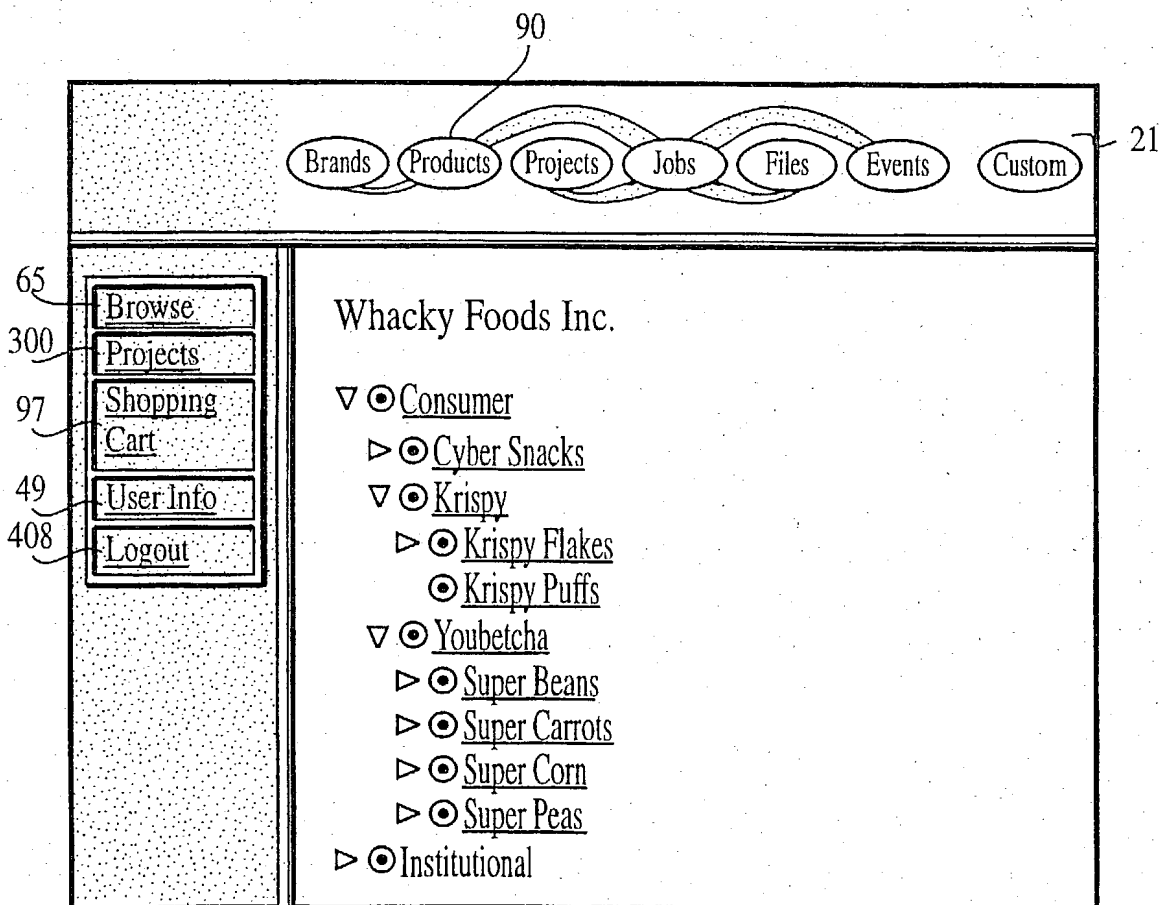 90
Brands Products Projects Jobs Files Events Custom
21
65
Browse
300
Projects
97
Shopping
Cart
49
User Info
408
Logout
Whacky Foods Inc.
Consumer
Cyber Snacks
Krispy
Krispy Flakes
Krispy Puffs
Youbetcha
Super Beans
Super Carrots
Super Corn
Super Peas
Institutional